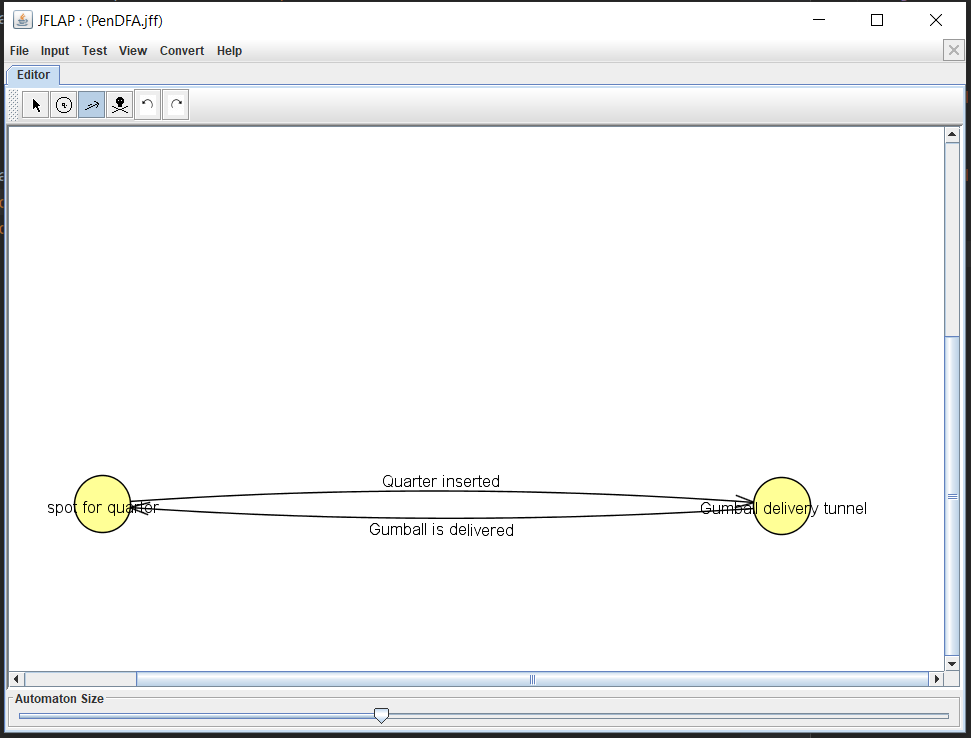 JFLAP : (PenDFA.jff)
File Input Test View Convert Help
Editor
Quarter inserted
spot for quarter
Gumball delivery tunnel
Gumball is delivered
Automaton Size